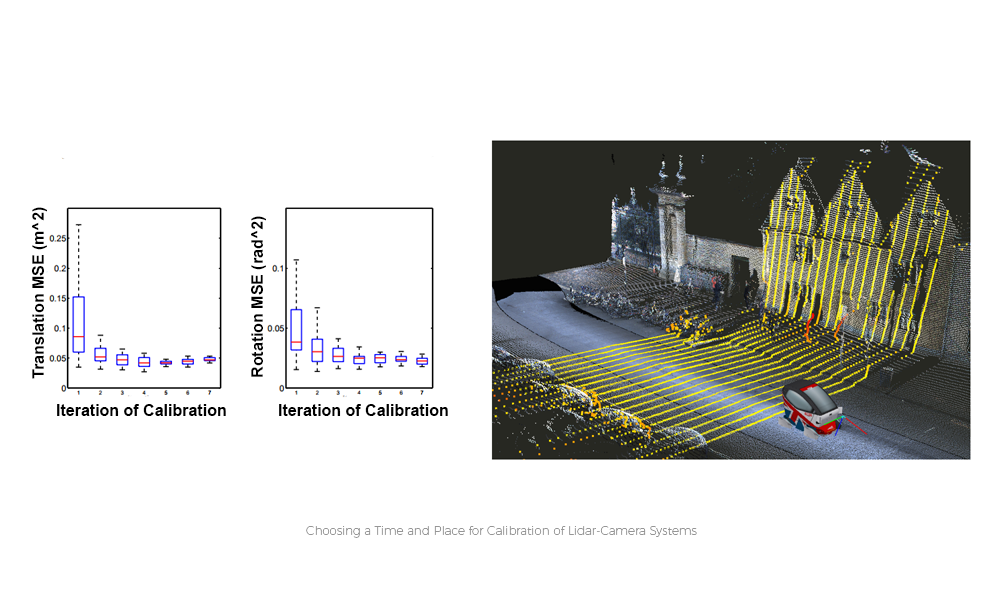 Translation MSE (m^2)
0.25
0.2
0.15
0.1
0.05
0
1 2 3 4 5 6 7
Iteration of Calibration
Rotation MSE (rad^2)
0.1
0.05
0
1 2 3 4 5 6 7
Iteration of Calibration
Choosing a Time and Place for Calibration of Lidar-Camera Systems